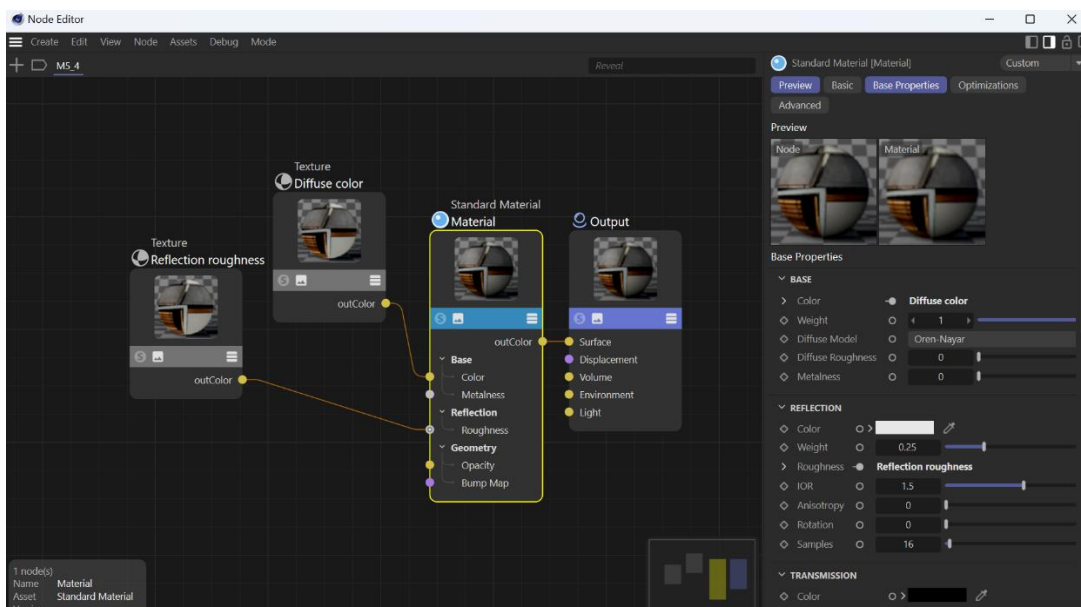 Node Editor
Create Edit View Node Assets Debug Mode
M5_4
Reveal
Texture
Diffuse color
outColor
Texture
Reflection roughness
outColor
Standard Material
Material
outColor
Base
Color
Metalness
Reflection
Roughness
Geometry
Opacity
Bump Map
Output
Surface
Displacement
Volume
Environment
Light
1 node(s)
Name Material
Asset Standard Material
Standard Material [Material] Custom
Preview Basic Base Properties Optimizations
Advanced
Preview
Node Material
Base Properties
BASE
Color Diffuse color
Weight 1
Diffuse Model Oren-Nayar
Diffuse Roughness 0
Metalness 0
REFLECTION
Color
Weight 0.25
Roughness Reflection roughness
IOR 1.5
Anisotropy 0
Rotation 0
Samples 16
TRANSMISSION
Color